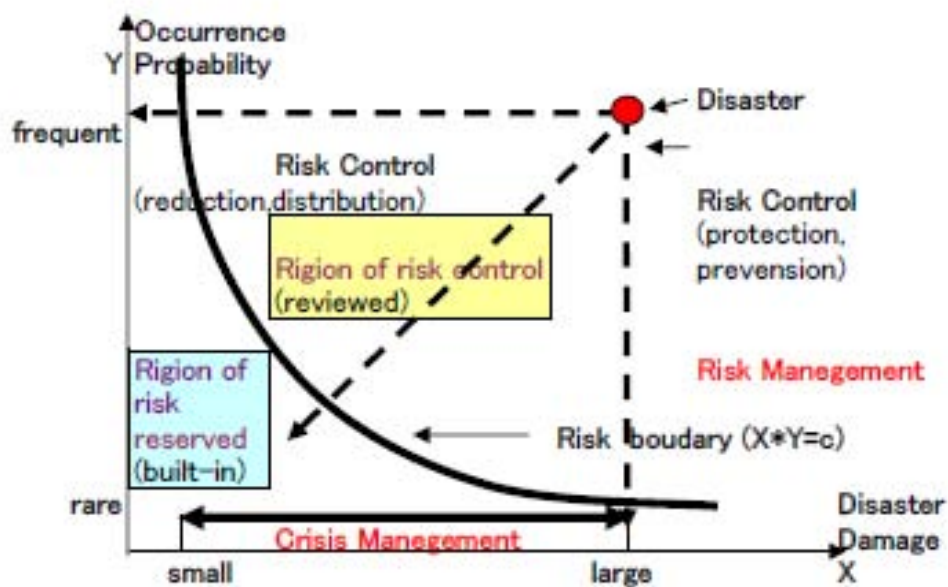 Occurrence
Y Probability
frequent
Disaster
Risk Control
(reduction,distribution)
Risk Control
(protection,
prevension)
Rigion of risk control
(reviewed)
Rigion of
risk
reserved
(built-in)
Risk Manegement
Risk boudary (X*Y=c)
rare
Crisis Manegement
Disaster
Damage
X
small
large